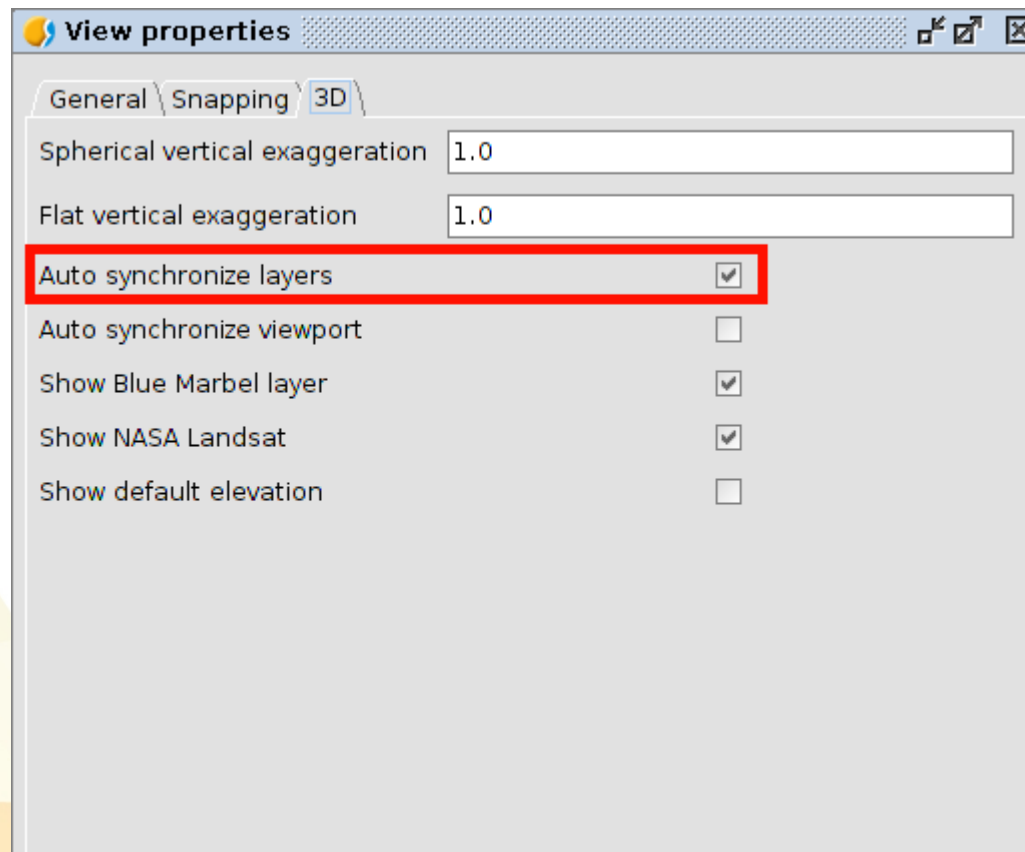 View properties
General Snapping 3D
Spherical vertical exaggeration 1.0
Flat vertical exaggeration 1.0
Auto synchronize layers
Auto synchronize viewport
Show Blue Marbel layer
Show NASA Landsat
Show default elevation